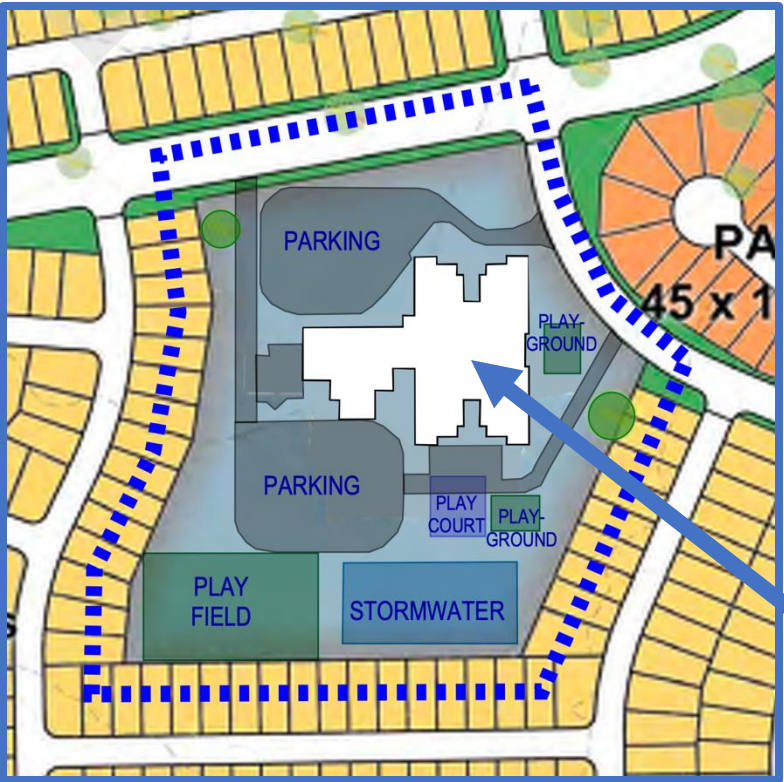 PARKING
PA
45 x 1
PLAY-
GROUND
PARKING
PLAY
COURT
PLAY-
GROUND
PLAY
FIELD
STORMWATER
s